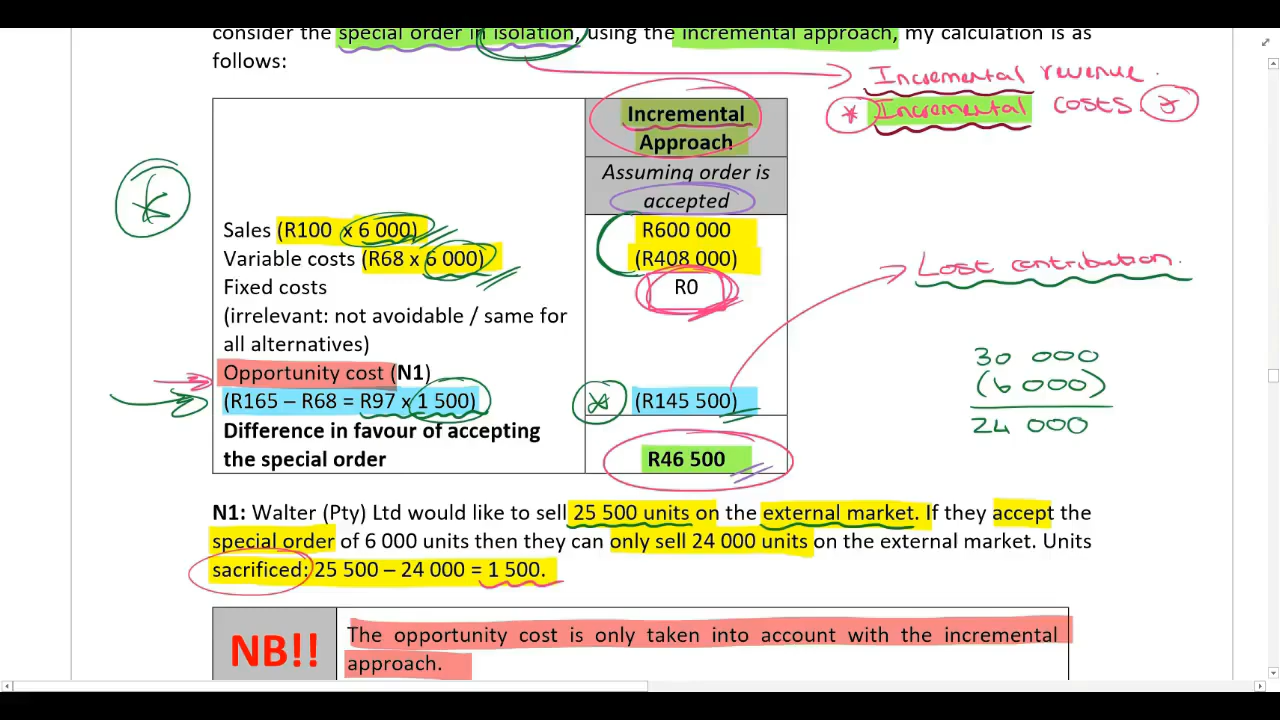 consider the special order in isolation, using the incremental approach, my calculation is as
follows:
Incremental revenue.
* Incremental costs. *
Incremental
Approach
Assuming order is
accepted
Sales (R100 x 6 000) R600 000
Variable costs (R68 x 6 000) (R408 000)
Fixed costs R0
(irrelevant: not avoidable / same for
all alternatives)
Lost contribution.
Opportunity cost (N1)
(R165 – R68 = R97 x 1 500) (R145 500)
Difference in favour of accepting
the special order R46 500
30 000
(6 000)
24 000
N1: Walter (Pty) Ltd would like to sell 25 500 units on the external market. If they accept the
special order of 6 000 units then they can only sell 24 000 units on the external market. Units
sacrificed: 25 500 – 24 000 = 1 500.
NB!!
The opportunity cost is only taken into account with the incremental
approach.